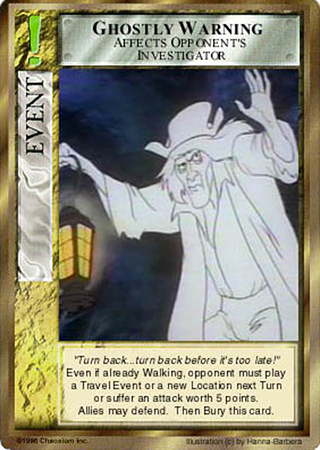 GHOSTLY WARNING
AFFECTS OPPONENT'S
INVESTIGATOR
EVENT
"Turn back...turn back before it's too late!"
Even if already Walking, opponent must play
a Travel Event or a new Location next Turn
or suffer an attack worth 5 points.
Allies may defend. Then Bury this card.
©1996 Chaosium Inc.
Illustration (c) by Hanna-Barbera